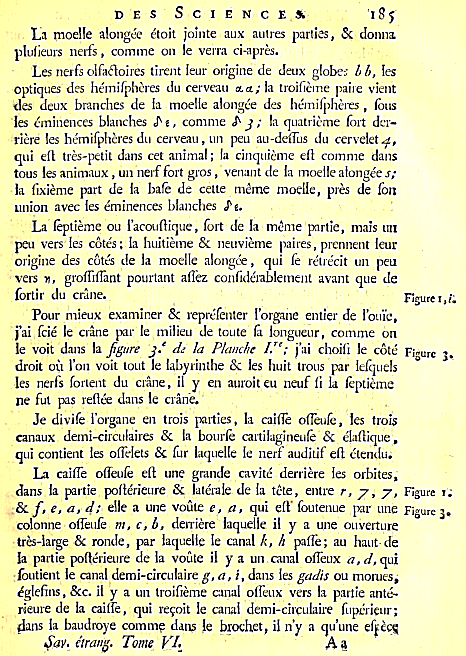 DES SCIENCES. 185
La moelle alongée étoit jointe aux autres parties, & donna
pluſieurs nerfs, comme on le verra ci-après.
Les nerfs olfactoires tirent leur origine de deux globes b b, les
optiques des hémiſphères du cerveau α α; la troiſième paire vient
des deux branches de la moelle alongée des hémiſphères, ſous
les éminences blanches δ ε, comme δ 3; la quatrième ſort der-
rière les hémiſphères du cerveau, un peu au-deſſus du cervelet 4,
qui eſt très-petit dans cet animal; la cinquième eſt comme dans
tous les animaux, un nerf fort gros, venant de la moelle alongée 5;
la ſixième part de la baſe de cette même moelle, près de ſon
union avec les éminences blanches δ ε.
La ſeptième ou l'acouſtique, ſort de la même partie, mais un
peu vers les côtés; la huitième & neuvième paires, prennent leur
origine des côtés de la moelle alongée, qui ſe rétrécit un peu
vers η, groſſiſſant pourtant aſſez conſidérablement avant que de
ſortir du crâne. Figure 1, i.
Pour mieux examiner & repréſenter l'organe entier de l'ouïe,
j'ai ſcié le crâne par le milieu de toute ſa longueur, comme on
le voit dans la figure 3.e de la Planche I.re; j'ai choiſi le côté Figure 3.
droit où l'on voit tout le labyrinthe & les huit trous par leſquels
les nerfs ſortent du crâne, il y en auroit eu neuf ſi la ſeptième
ne fut pas reſtée dans le crâne.
Je diviſe l'organe en trois parties, la caiſſe oſſeuſe, les trois
canaux demi-circulaires & la bourſe cartilagineuſe & élaſtique,
qui contient les oſſelets & ſur laquelle le nerf auditif eſt étendu.
La caiſſe oſſeuſe eſt une grande cavité derrière les orbites,
dans la partie poſtérieure & latérale de la tête, entre r, 7, 7, Figure 1.
& f, e, a, d; elle a une voûte e, a, qui eſt ſoutenue par une Figure 3.
colonne oſſeuſe m, c, b, derrière laquelle il y a une ouverture
très-large & ronde, par laquelle le canal k, h paſſe; au haut de
la partie poſtérieure de la voûte il y a un canal oſſeux a, d, qui
ſoutient le canal demi-circulaire g, a, i, dans les gadis ou morues,
églefins, &c. il y a un troiſième canal oſſeux vers la partie anté-
rieure de la caiſſe, qui reçoit le canal demi-circulaire ſupérieur;
dans la baudroye comme dans le brochet, il n'y a qu'une eſpèce
Sav. étrang. Tome VI. A a